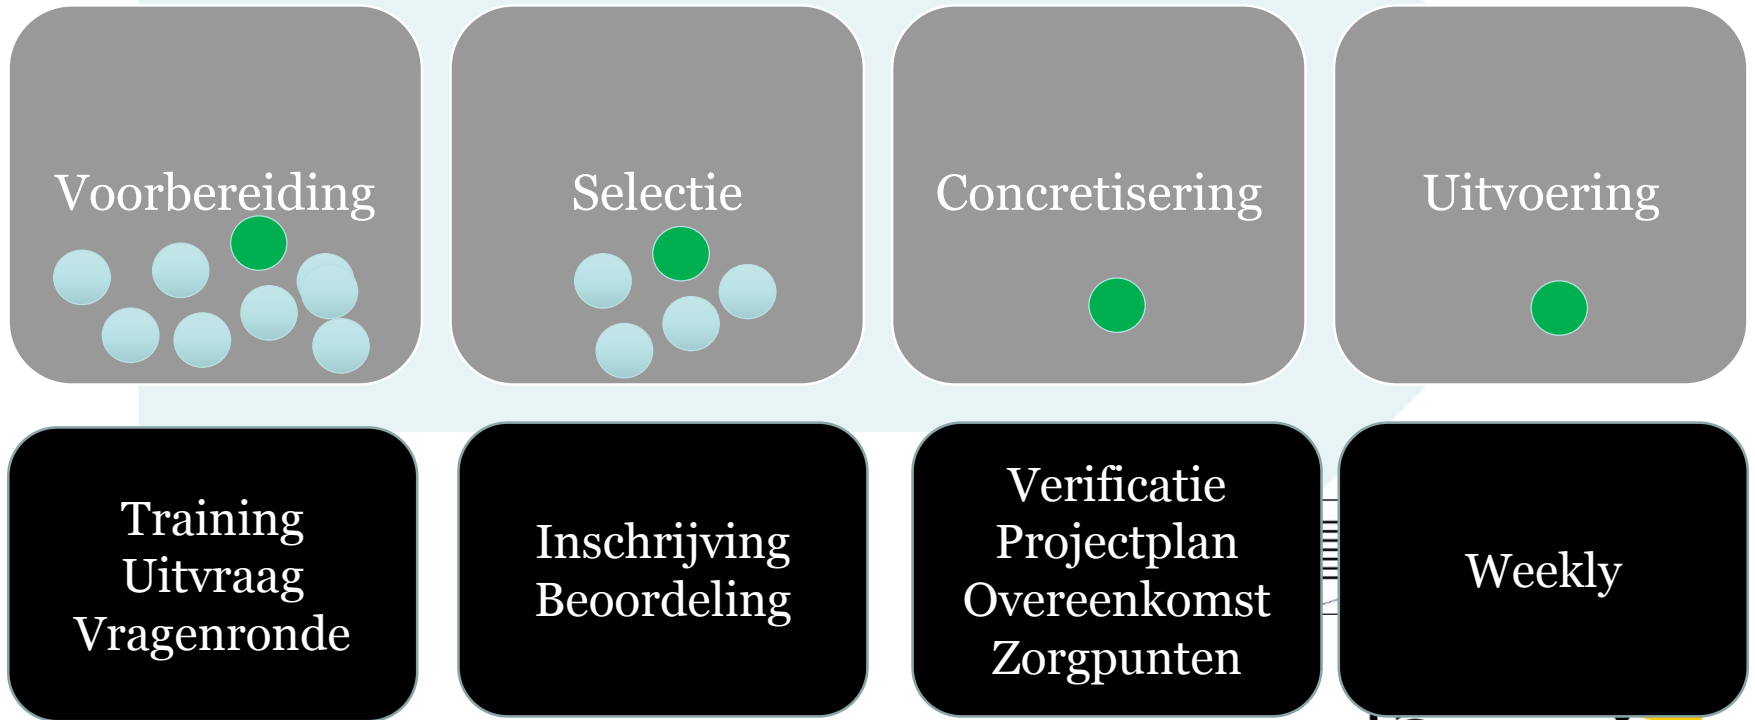 Voorbereiding
Selectie
Concretisering
Uitvoering
Training
Uitvraag
Vragenronde
Inschrijving
Beoordeling
Verificatie
Projectplan
Overeenkomst
Zorgpunten
Weekly